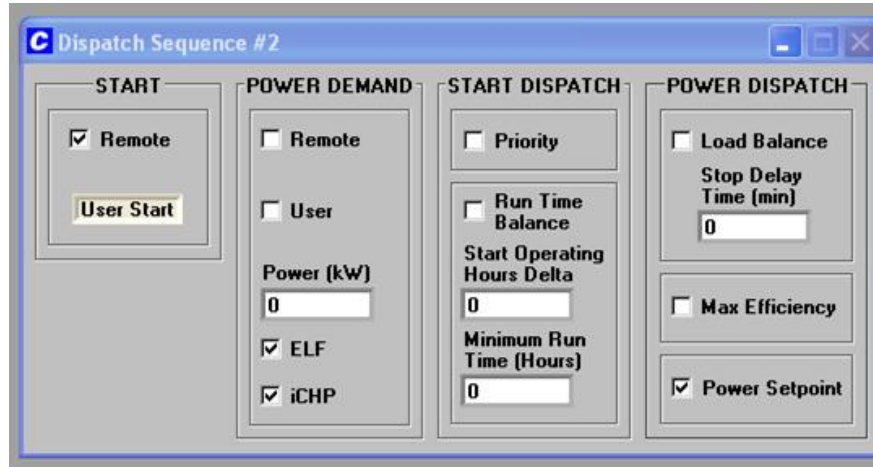 C Dispatch Sequence #2
START
Remote
User Start
POWER DEMAND
Remote
User
Power (kW)
0
ELF
iCHP
START DISPATCH
Priority
Run Time
Balance
Start Operating
Hours Delta
0
Minimum Run
Time (Hours)
0
POWER DISPATCH
Load Balance
Stop Delay
Time (min)
0
Max Efficiency
Power Setpoint